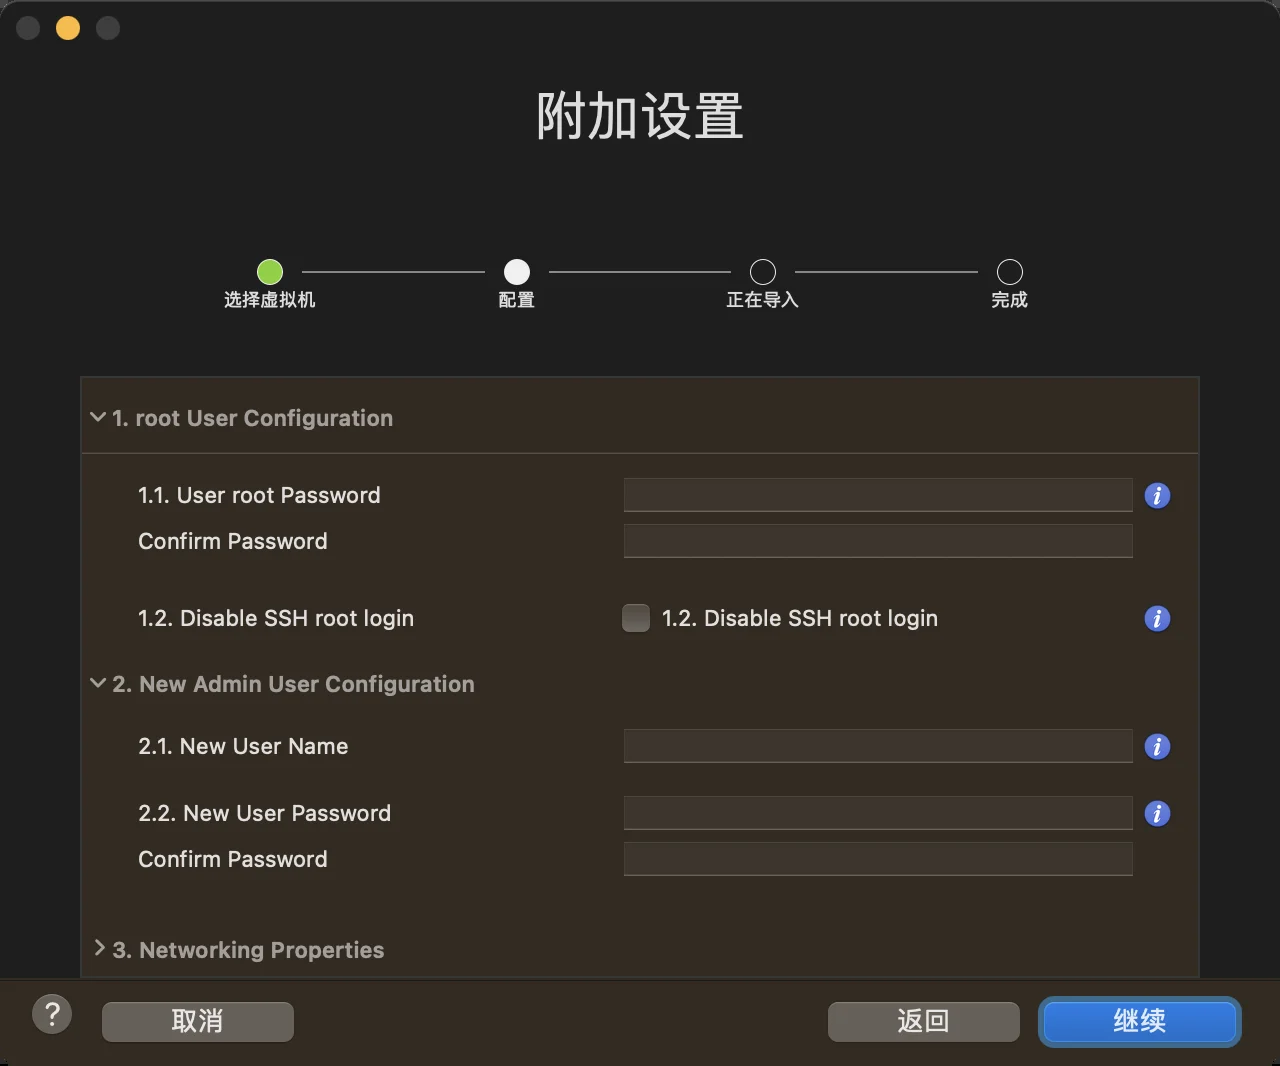 附加设置
选择虚拟机
配置
正在导入
完成
1. root User Configuration
1.1. User root Password
Confirm Password
1.2. Disable SSH root login
1.2. Disable SSH root login
2. New Admin User Configuration
2.1. New User Name
2.2. New User Password
Confirm Password
3. Networking Properties
?
取消
返回
继续